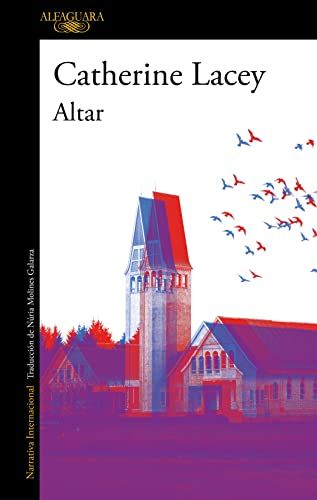 ALFAGUARA
Catherine Lacey
Altar
Narrativa Internacional
Traducción de Núria Molines Galarza